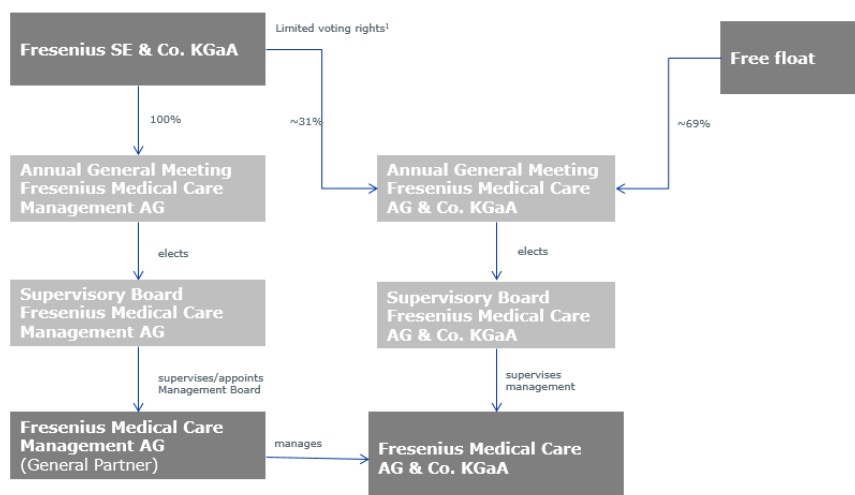 Fresenius SE & Co. KGaA
Limited voting rights¹
Free float
100%
~31%
~69%
Annual General Meeting
Fresenius Medical Care
Management AG
Annual General Meeting
Fresenius Medical Care
AG & Co. KGaA
elects
elects
Supervisory Board
Fresenius Medical Care
Management AG
Supervisory Board
Fresenius Medical Care
AG & Co. KGaA
supervises/appoints
Management Board
supervises
management
Fresenius Medical Care
Management AG
(General Partner)
manages
Fresenius Medical Care
AG & Co. KGaA